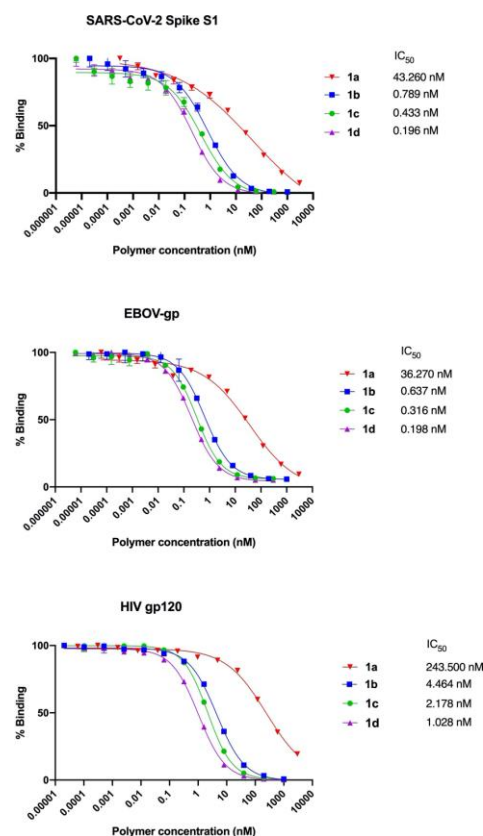 SARS-CoV-2 Spike S1
% Binding
100
50
0
0.000001
0.00001
0.0001
0.001
0.01
0.1
1
10
100
1000
10000
Polymer concentration (nM)
IC50
1a 43.260 nM
1b 0.789 nM
1c 0.433 nM
1d 0.196 nM
EBOV-gp
% Binding
100
50
0
0.000001
0.00001
0.0001
0.001
0.01
0.1
1
10
100
1000
10000
Polymer concentration (nM)
IC50
1a 36.270 nM
1b 0.637 nM
1c 0.316 nM
1d 0.198 nM
HIV gp120
% Binding
100
50
0
0.00001
0.0001
0.001
0.01
0.1
1
10
100
1000
10000
Polymer concentration (nM)
IC50
1a 243.500 nM
1b 4.464 nM
1c 2.178 nM
1d 1.028 nM